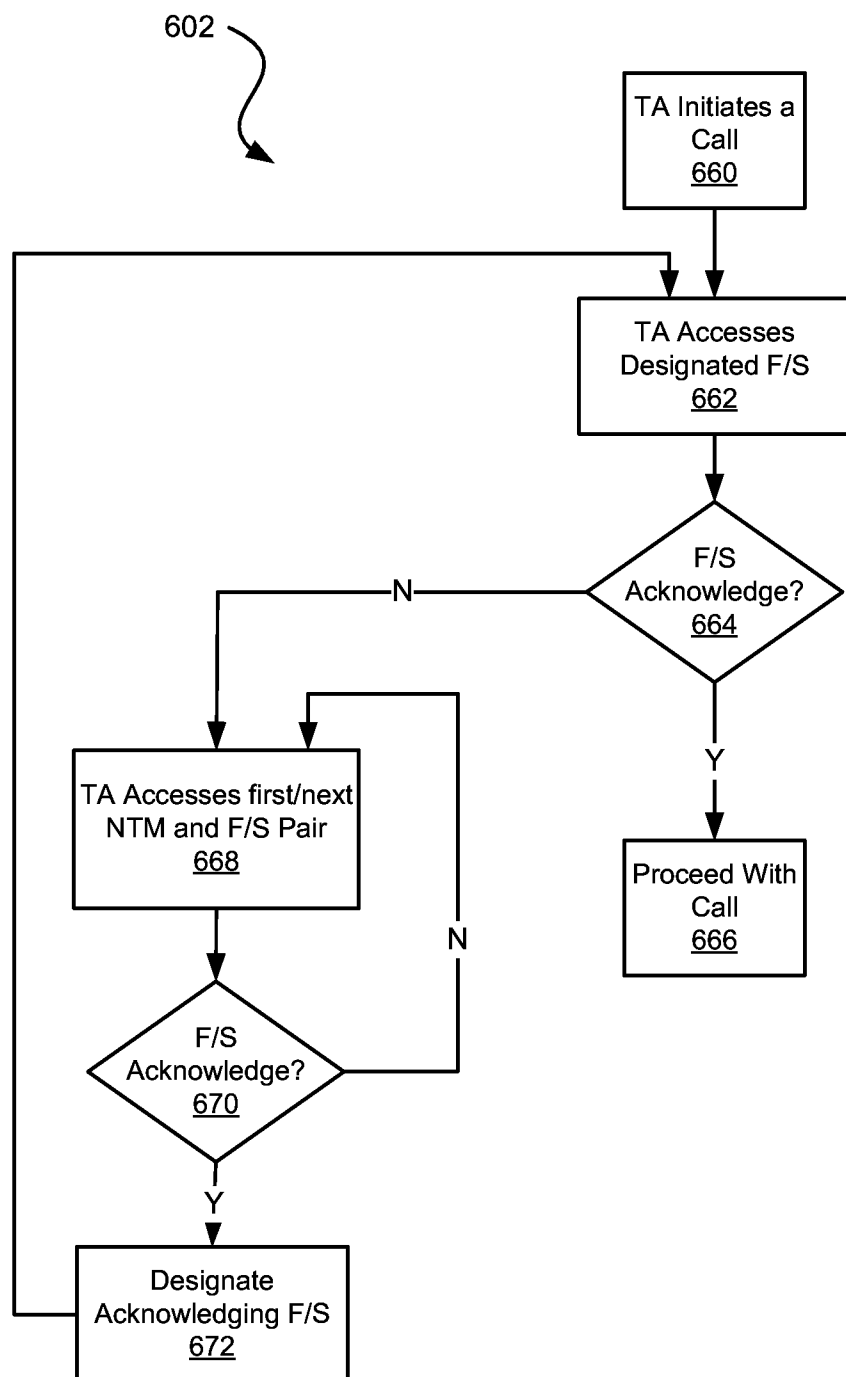 602
TA Initiates a
Call
660
TA Accesses
Designated F/S
662
F/S
Acknowledge?
664
N
Y
TA Accesses first/next
NTM and F/S Pair
668
Proceed With
Call
666
N
F/S
Acknowledge?
670
Y
Designate
Acknowledging F/S
672